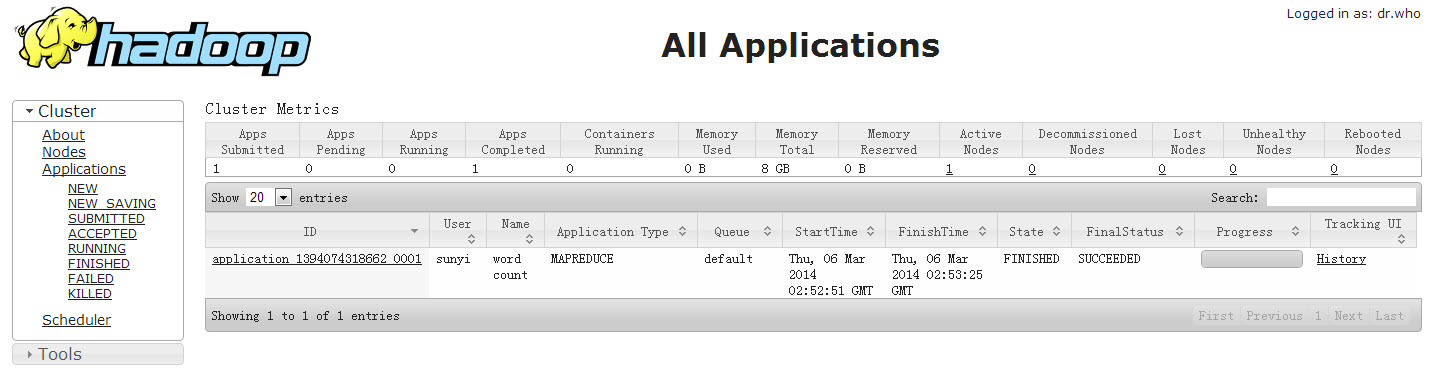 Logged in as: dr.who
hadoop
All Applications
Cluster
About
Nodes
Applications
NEW
NEW_SAVING
SUBMITTED
ACCEPTED
RUNNING
FINISHED
FAILED
KILLED
Scheduler
Tools
Cluster Metrics
Apps Submitted Apps Pending Apps Running Apps Completed Containers Running Memory Used Memory Total Memory Reserved Active Nodes Decommissioned Nodes Lost Nodes Unhealthy Nodes Rebooted Nodes
1 0 0 1 0 0 B 8 GB 0 B 1 0 0 0 0
Show 20 entries Search:
ID User Name Application Type Queue StartTime FinishTime State FinalStatus Progress Tracking UI
application_1394074318662_0001 sunyi word count MAPREDUCE default Thu, 06 Mar 2014 02:52:51 GMT Thu, 06 Mar 2014 02:53:25 GMT FINISHED SUCCEEDED History
Showing 1 to 1 of 1 entries First Previous 1 Next Last